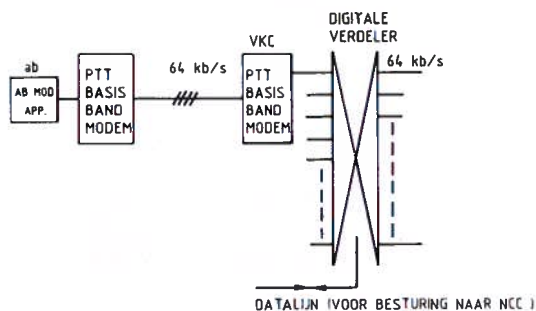 DIGITALE
VERDELER
VKC
64 kb/s
64 kb/s
ab
AB MOD
APP.
PTT
BASIS
BAND
MODEM
PTT
BASIS
BAND
MODEM
DATALIJN (VOOR BESTURING NAAR NCC )